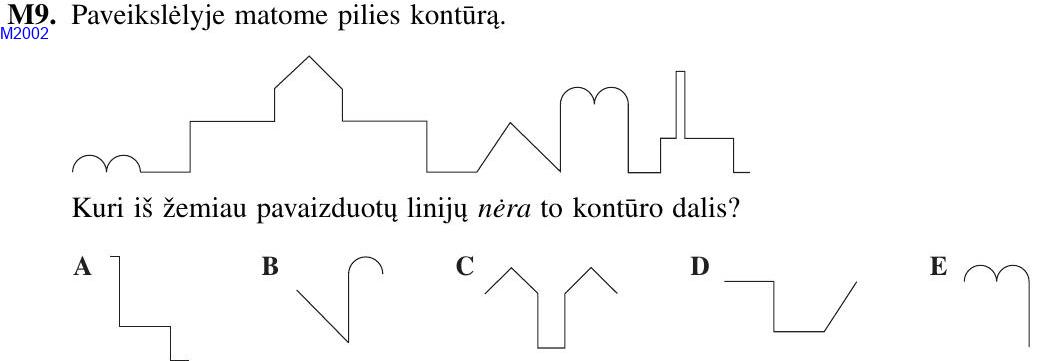 M9. Paveikslėlyje matome pilies kontūrą.
M2002
Kuri iš žemiau pavaizduotų linijų nėra to kontūro dalis?
A B C D E